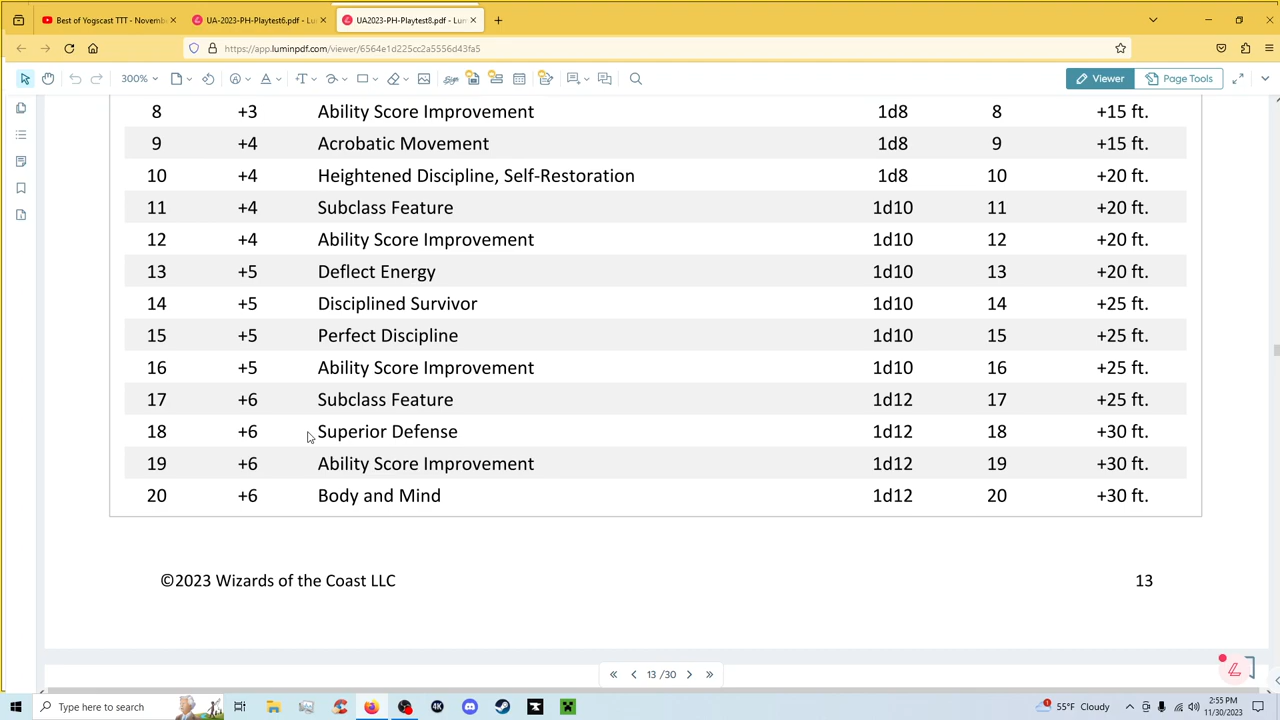 Best of Yogscast TTT - Novemb
UA-2023-PH-Playtest6.pdf - Lu
UA2023-PH-Playtest8.pdf - Lum
https://app.luminpdf.com/viewer/6564e1d225cc2a5556d43fa5
300%
Viewer
Page Tools
8 +3 Ability Score Improvement 1d8 8 +15 ft.
9 +4 Acrobatic Movement 1d8 9 +15 ft.
10 +4 Heightened Discipline, Self-Restoration 1d8 10 +20 ft.
11 +4 Subclass Feature 1d10 11 +20 ft.
12 +4 Ability Score Improvement 1d10 12 +20 ft.
13 +5 Deflect Energy 1d10 13 +20 ft.
14 +5 Disciplined Survivor 1d10 14 +25 ft.
15 +5 Perfect Discipline 1d10 15 +25 ft.
16 +5 Ability Score Improvement 1d10 16 +25 ft.
17 +6 Subclass Feature 1d12 17 +25 ft.
18 +6 Superior Defense 1d12 18 +30 ft.
19 +6 Ability Score Improvement 1d12 19 +30 ft.
20 +6 Body and Mind 1d12 20 +30 ft.
©2023 Wizards of the Coast LLC 13
13 /30
Type here to search
4K
55°F Cloudy
2:55 PM
11/30/2023